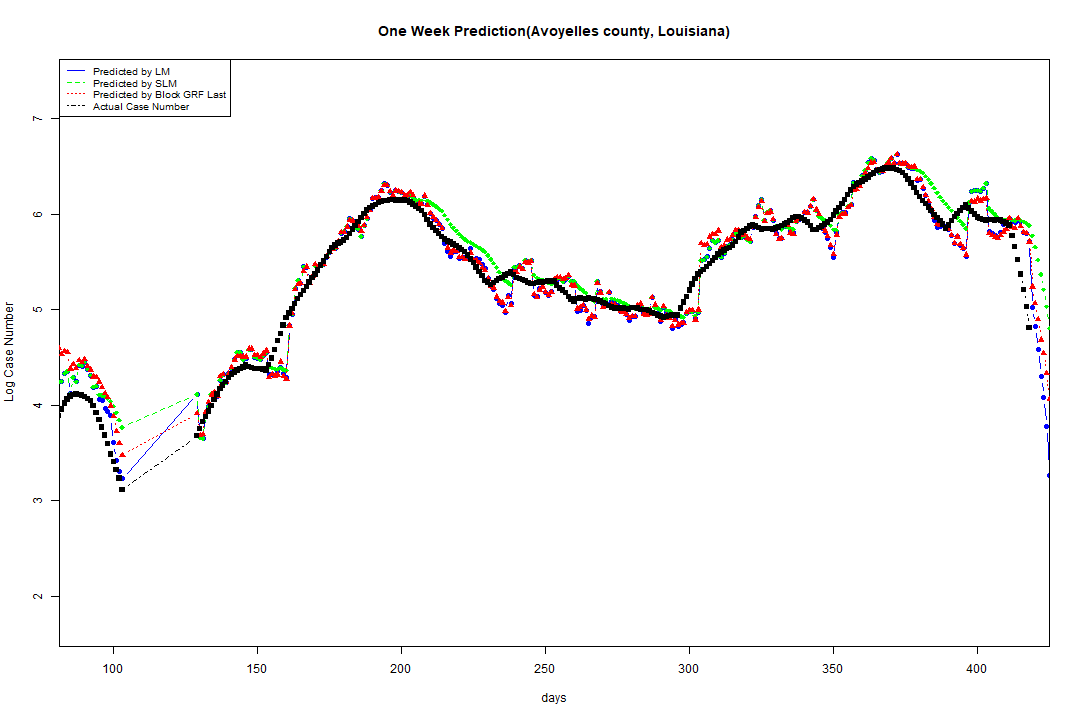 One Week Prediction(Avoyelles county, Louisiana)
Predicted by LM
Predicted by SLM
Predicted by Block GRF Last
Actual Case Number
Log Case Number
7
6
5
4
3
2
100 150 200 250 300 350 400
days